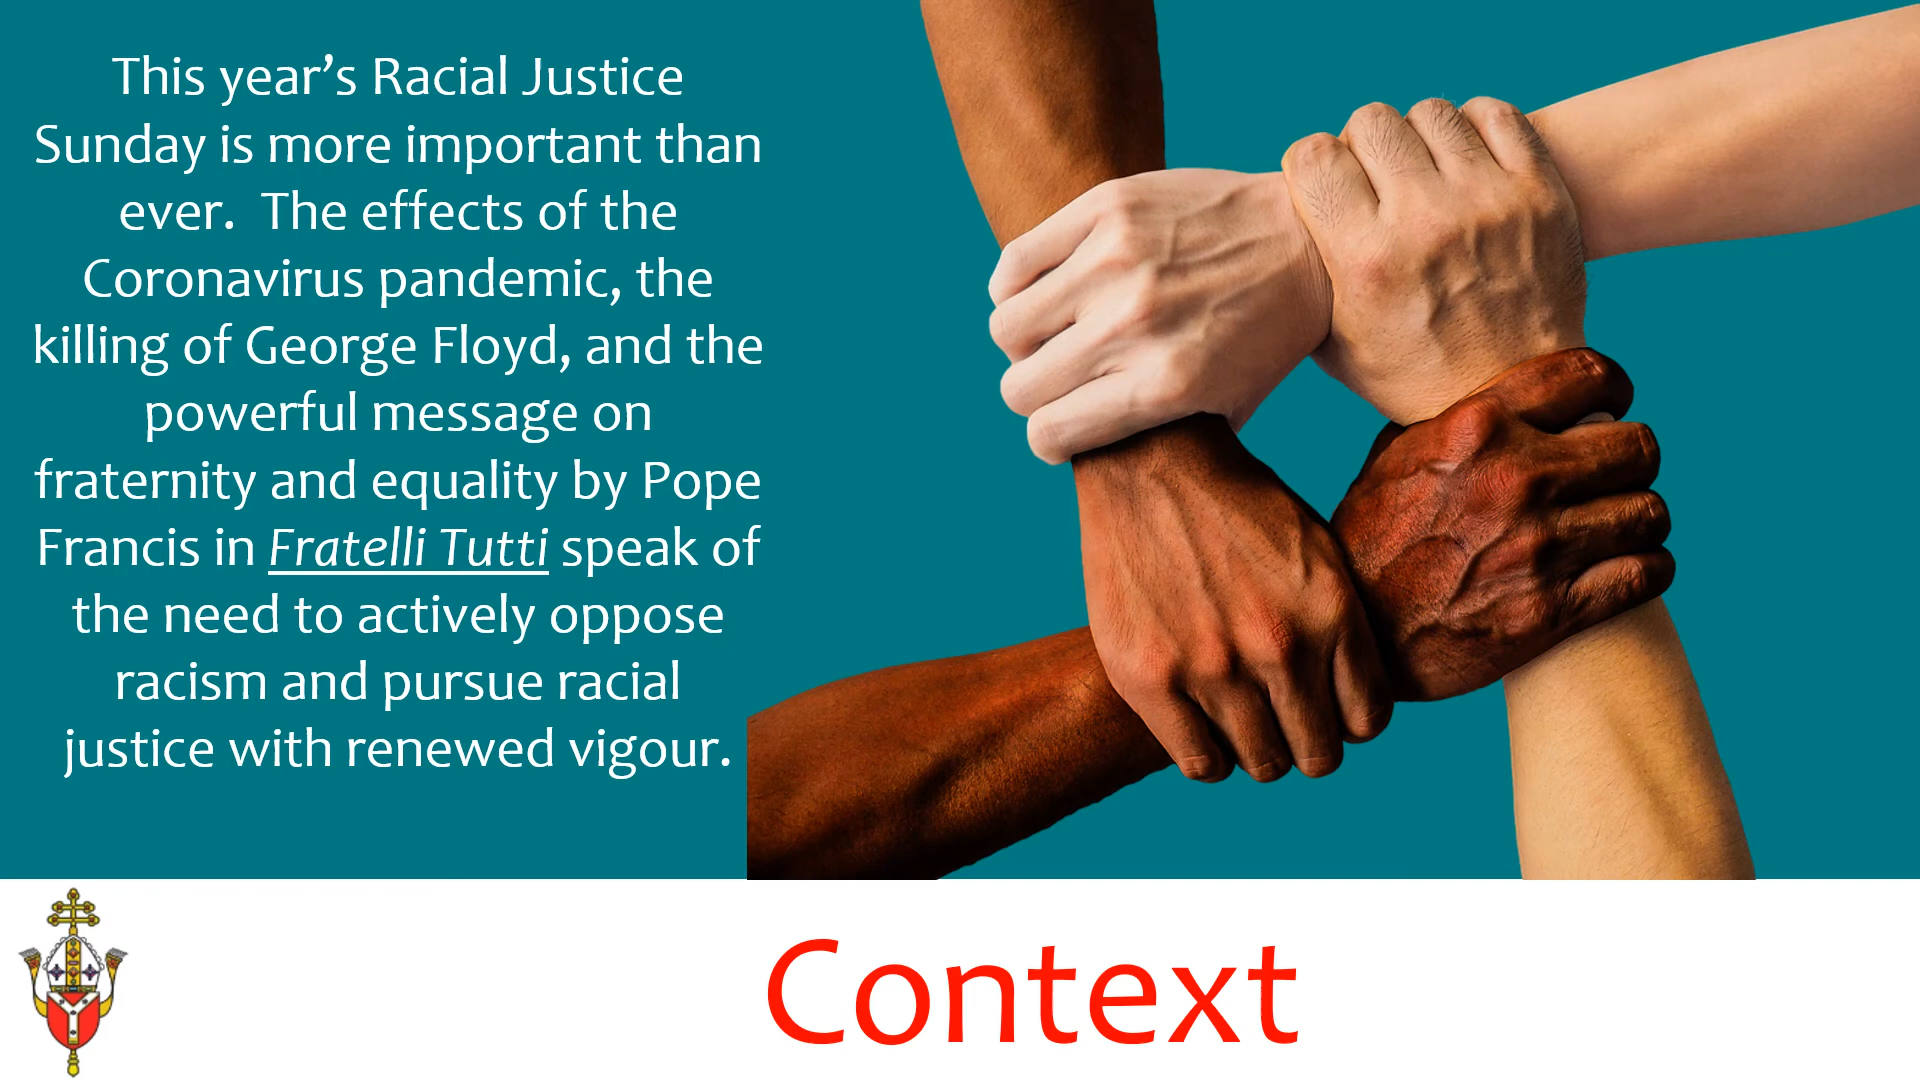 This year’s Racial Justice
Sunday is more important than
ever.  The effects of the
Coronavirus pandemic, the
killing of George Floyd, and the
powerful message on
fraternity and equality by Pope
Francis in Fratelli Tutti speak of
the need to actively oppose
racism and pursue racial
justice with renewed vigour.
Context